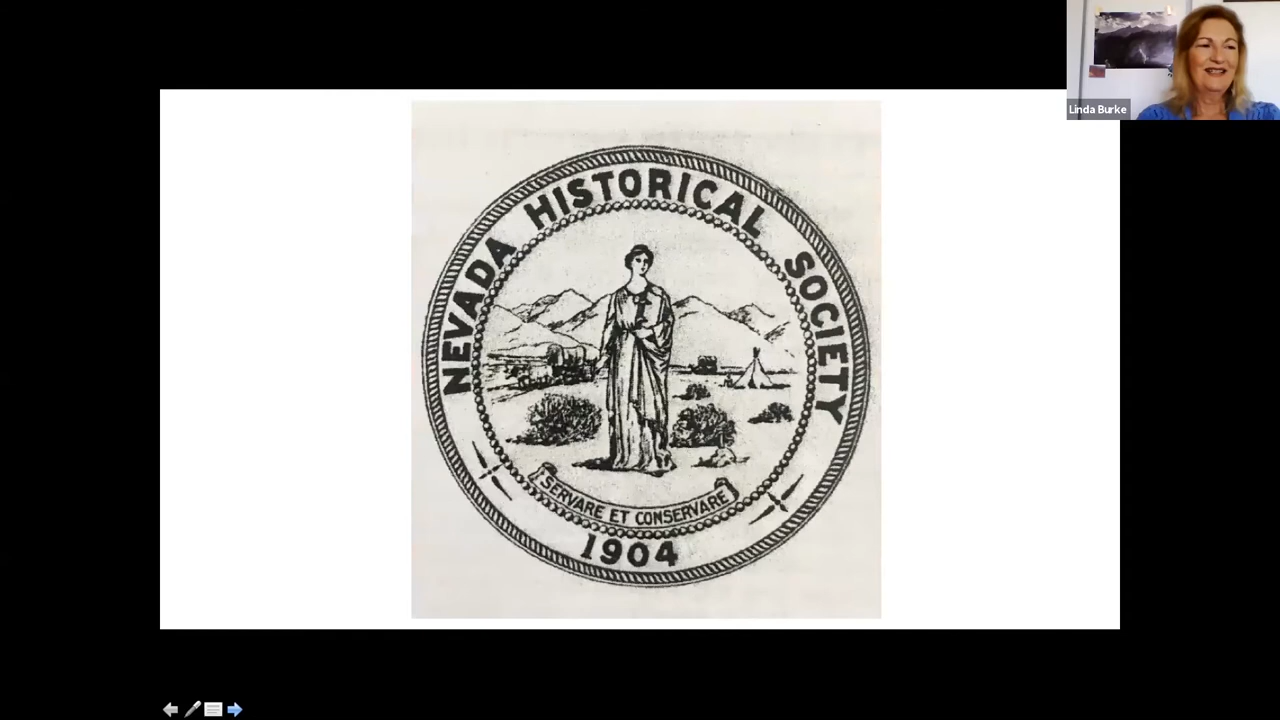 NEVADA HISTORICAL SOCIETY
SERVARE ET CONSERVARE
1904
Linda Burke